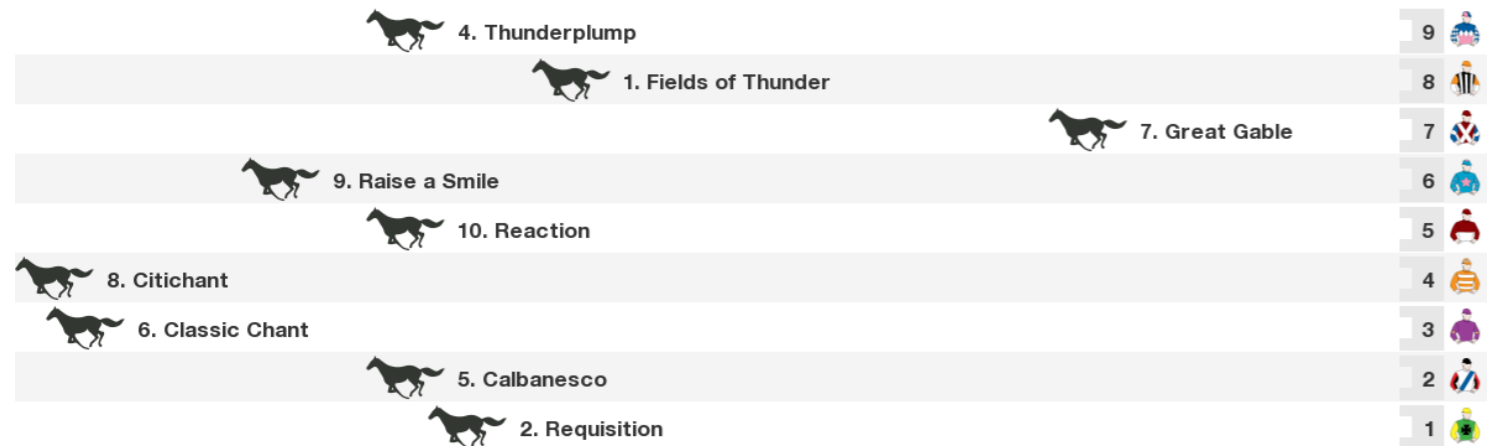 4. Thunderplump 9
1. Fields of Thunder 8
7. Great Gable 7
9. Raise a Smile 6
10. Reaction 5
8. Citichant 4
6. Classic Chant 3
5. Calbanesco 2
2. Requisition 1